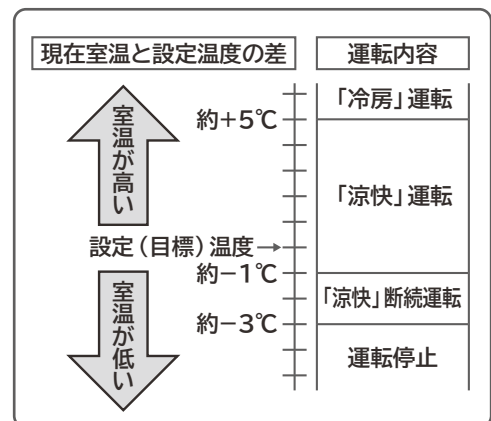 現在室温と設定温度の差
運転内容
室温が高い
約+5℃
設定(目標)温度→
約−1℃
約−3℃
室温が低い
「冷房」運転
「涼快」運転
「涼快」断続運転
運転停止